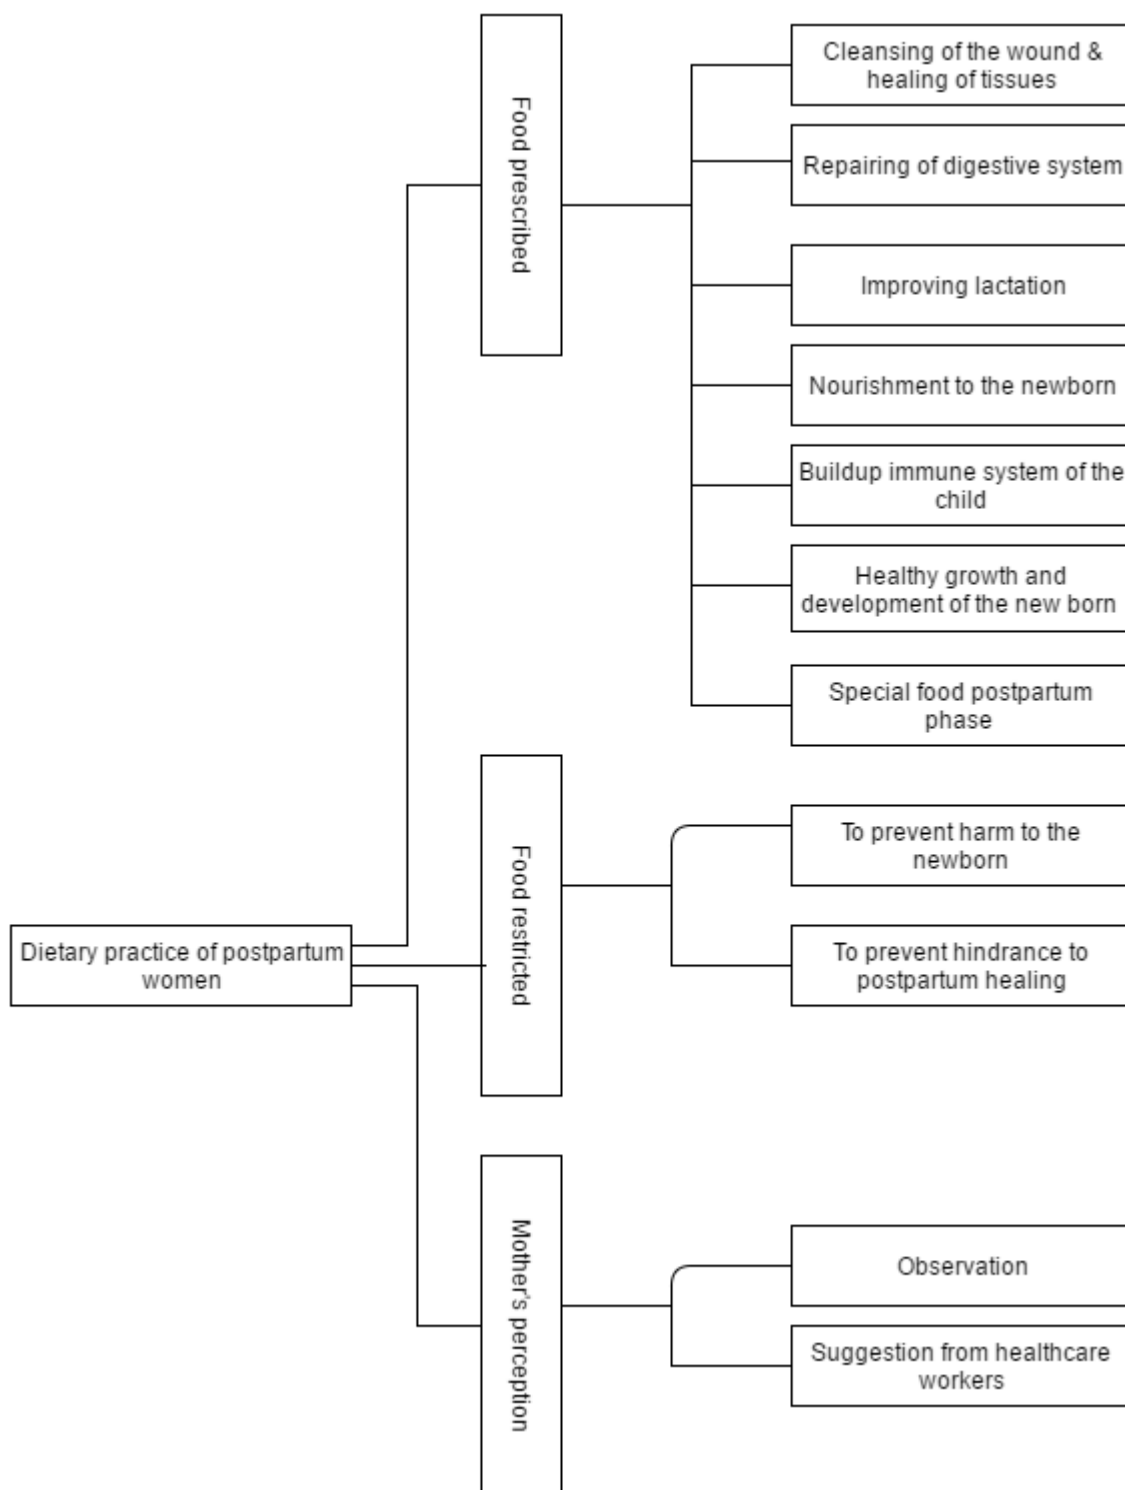 Food prescribed
Cleansing of the wound &
healing of tissues
Repairing of digestive system
Improving lactation
Nourishment to the newborn
Buildup immune system of the
child
Healthy growth and
development of the new born
Special food postpartum
phase
Food restricted
To prevent harm to the
newborn
To prevent hindrance to
postpartum healing
Dietary practice of postpartum
women
Mother's perception
Observation
Suggestion from healthcare
workers